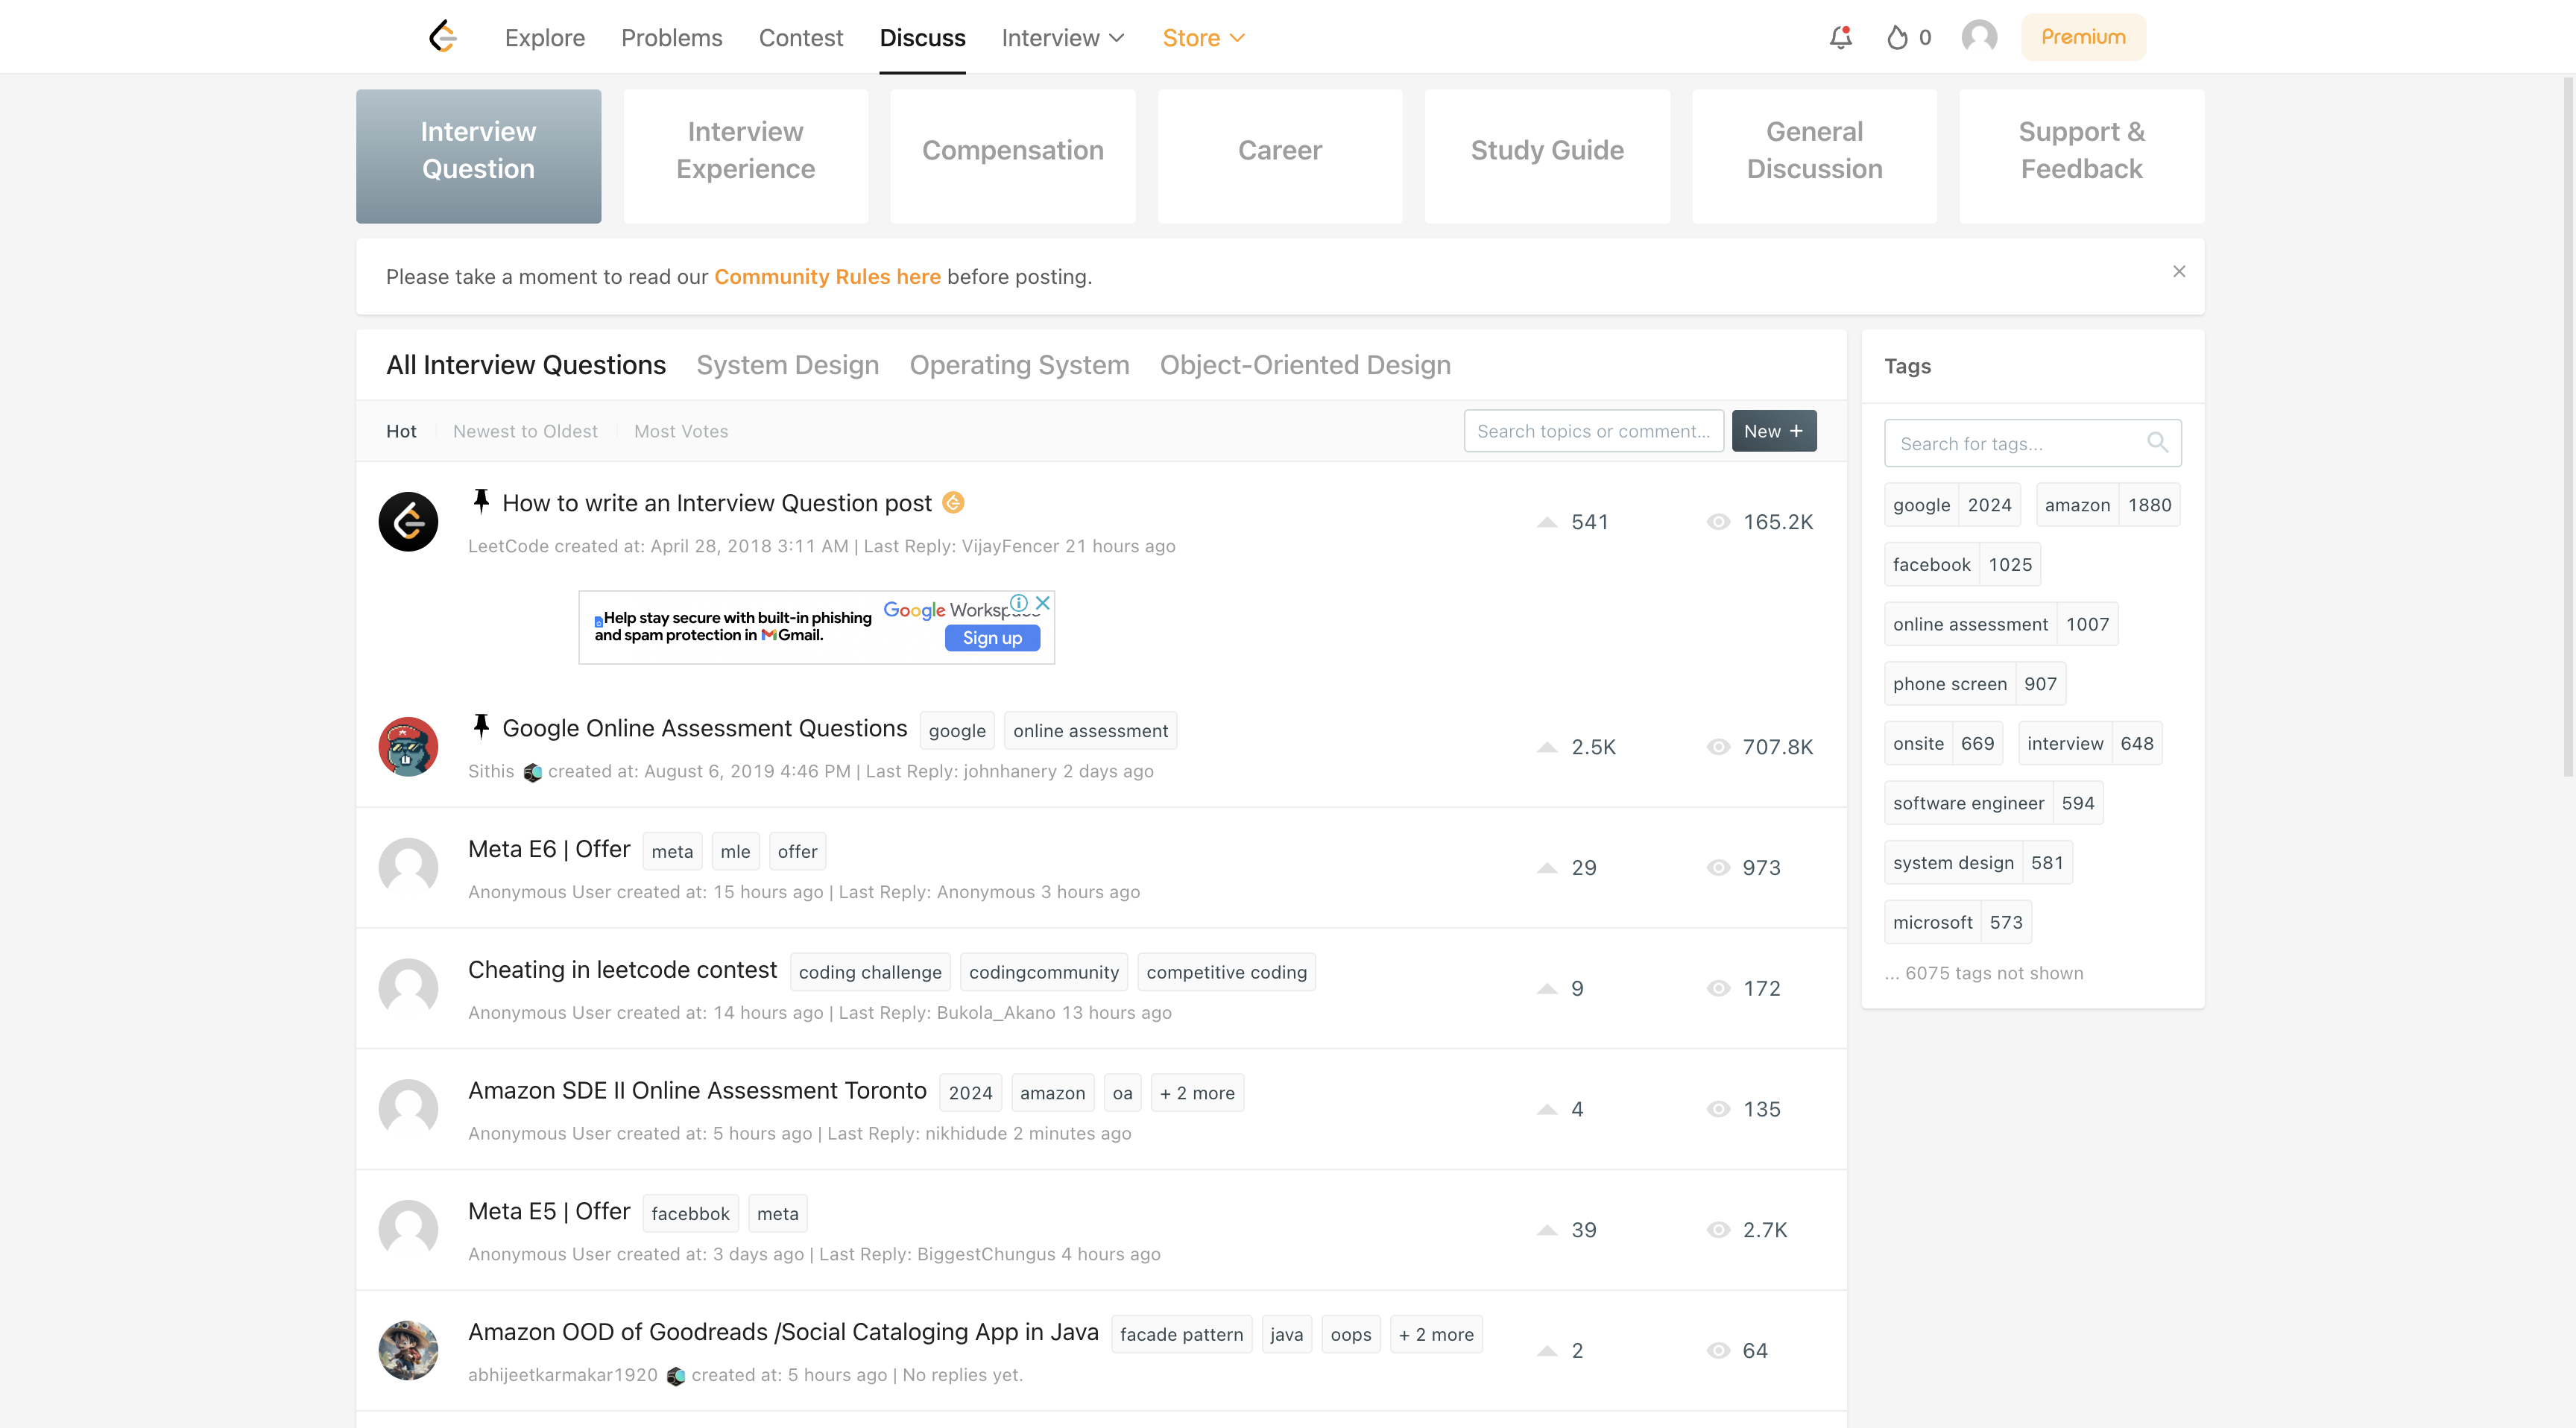 Explore Problems Contest Discuss Interview Store 0 Premium
Interview Question
Interview Experience
Compensation
Career
Study Guide
General Discussion
Support & Feedback
Please take a moment to read our Community Rules here before posting.
All Interview Questions System Design Operating System Object-Oriented Design
Hot Newest to Oldest Most Votes Search topics or comment... New +
How to write an Interview Question post 541 165.2K
LeetCode created at: April 28, 2018 3:11 AM | Last Reply: VijayFencer 21 hours ago
Help stay secure with built-in phishing
and spam protection in Gmail.
Google Workspace
Sign up
Google Online Assessment Questions google online assessment 2.5K 707.8K
Sithis created at: August 6, 2019 4:46 PM | Last Reply: johnhanery 2 days ago
Meta E6 | Offer meta mle offer 29 973
Anonymous User created at: 15 hours ago | Last Reply: Anonymous 3 hours ago
Cheating in leetcode contest coding challenge codingcommunity competitive coding 9 172
Anonymous User created at: 14 hours ago | Last Reply: Bukola_Akano 13 hours ago
Amazon SDE II Online Assessment Toronto 2024 amazon oa + 2 more 4 135
Anonymous User created at: 5 hours ago | Last Reply: nikhidude 2 minutes ago
Meta E5 | Offer facebbok meta 39 2.7K
Anonymous User created at: 3 days ago | Last Reply: BiggestChungus 4 hours ago
Amazon OOD of Goodreads /Social Cataloging App in Java facade pattern java oops + 2 more 2 64
abhijeetkarmakar1920 created at: 5 hours ago | No replies yet.
Tags
Search for tags...
google 2024 amazon 1880
facebook 1025
online assessment 1007
phone screen 907
onsite 669 interview 648
software engineer 594
system design 581
microsoft 573
... 6075 tags not shown